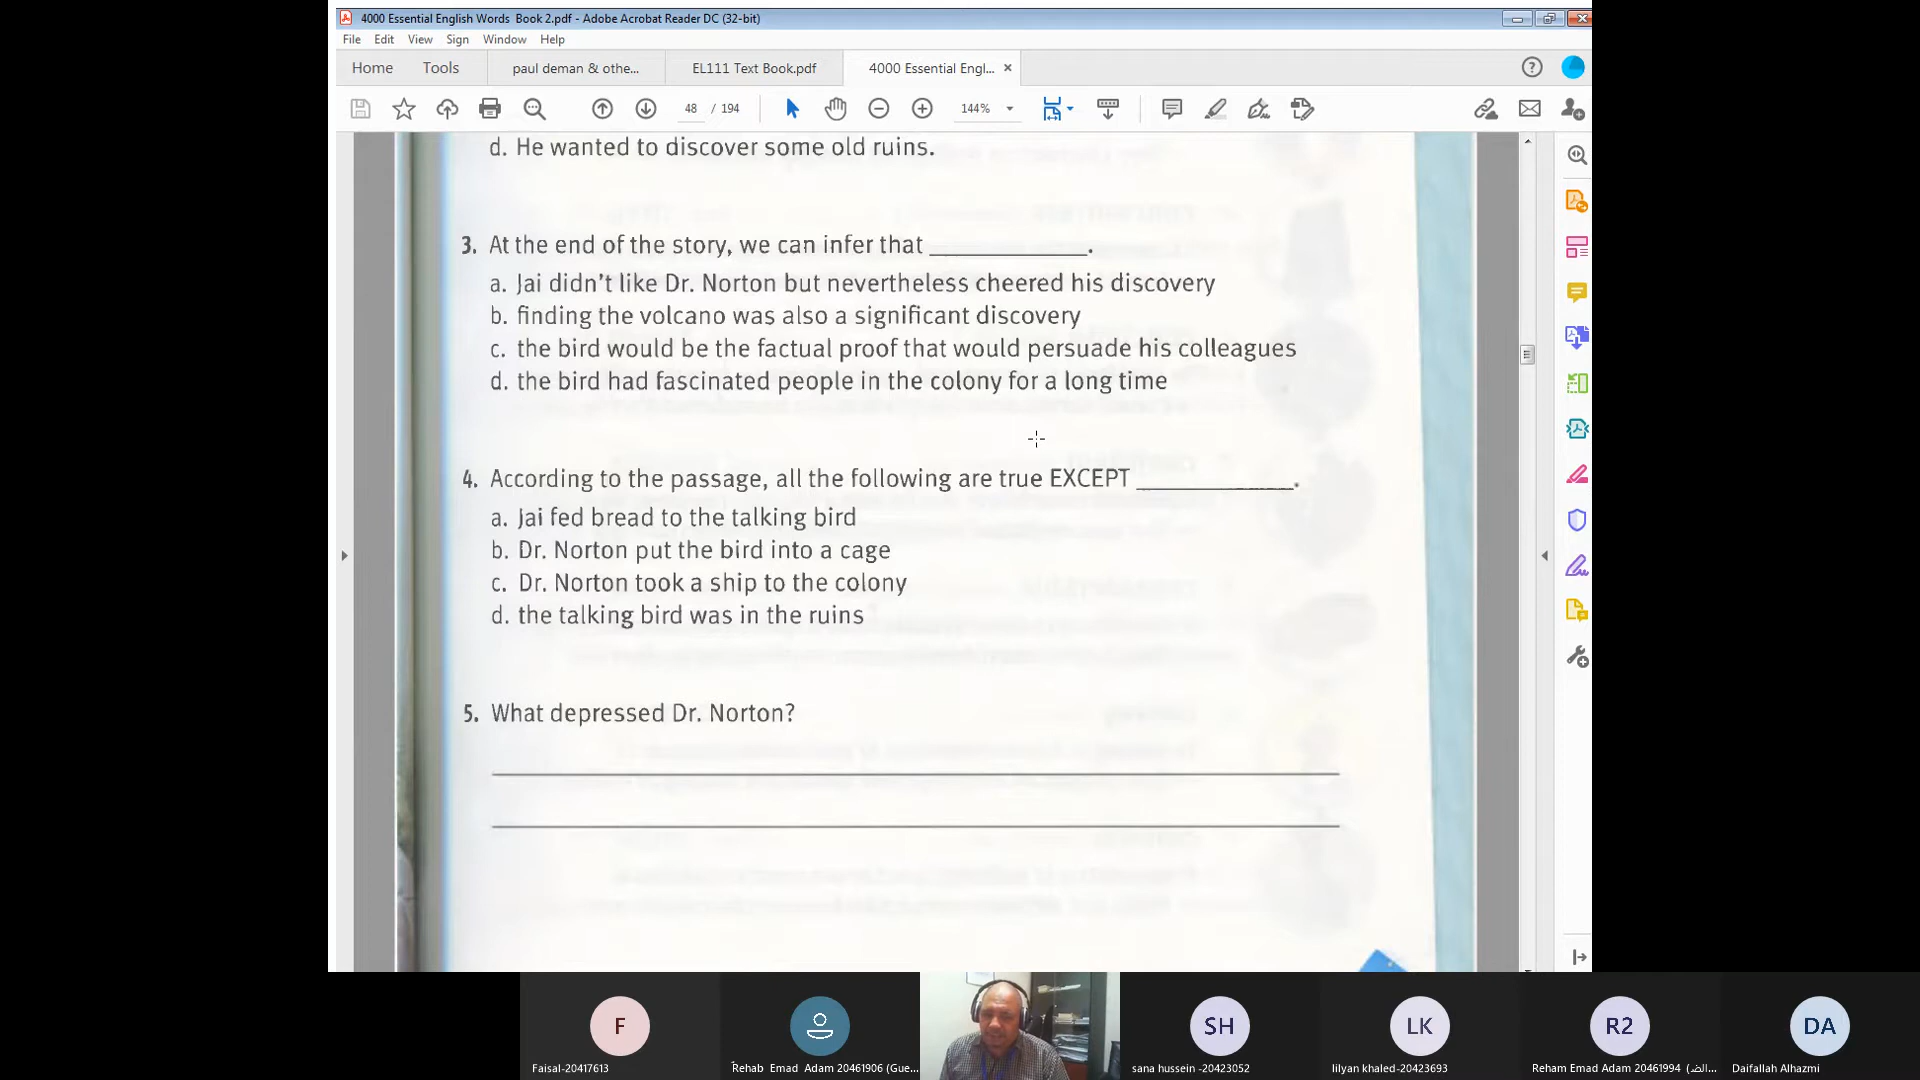 4000 Essential English Words Book 2.pdf - Adobe Acrobat Reader DC (32-bit)
File Edit View Sign Window Help
Home Tools paul deman & othe... EL111 Text Book.pdf 4000 Essential Engl...
48 / 194 144%
d. He wanted to discover some old ruins.
3. At the end of the story, we can infer that ____________.
a. Jai didn't like Dr. Norton but nevertheless cheered his discovery
b. finding the volcano was also a significant discovery
c. the bird would be the factual proof that would persuade his colleagues
d. the bird had fascinated people in the colony for a long time
4. According to the passage, all the following are true EXCEPT ____________.
a. Jai fed bread to the talking bird
b. Dr. Norton put the bird into a cage
c. Dr. Norton took a ship to the colony
d. the talking bird was in the ruins
5. What depressed Dr. Norton?
F SH LK R2 DA
Faisal-20417613 Rehab Emad Adam 20461906 (Gue... sana hussein -20423052 lilyan khaled-20423693 Reham Emad Adam 20461994 Daifallah Alhazmi